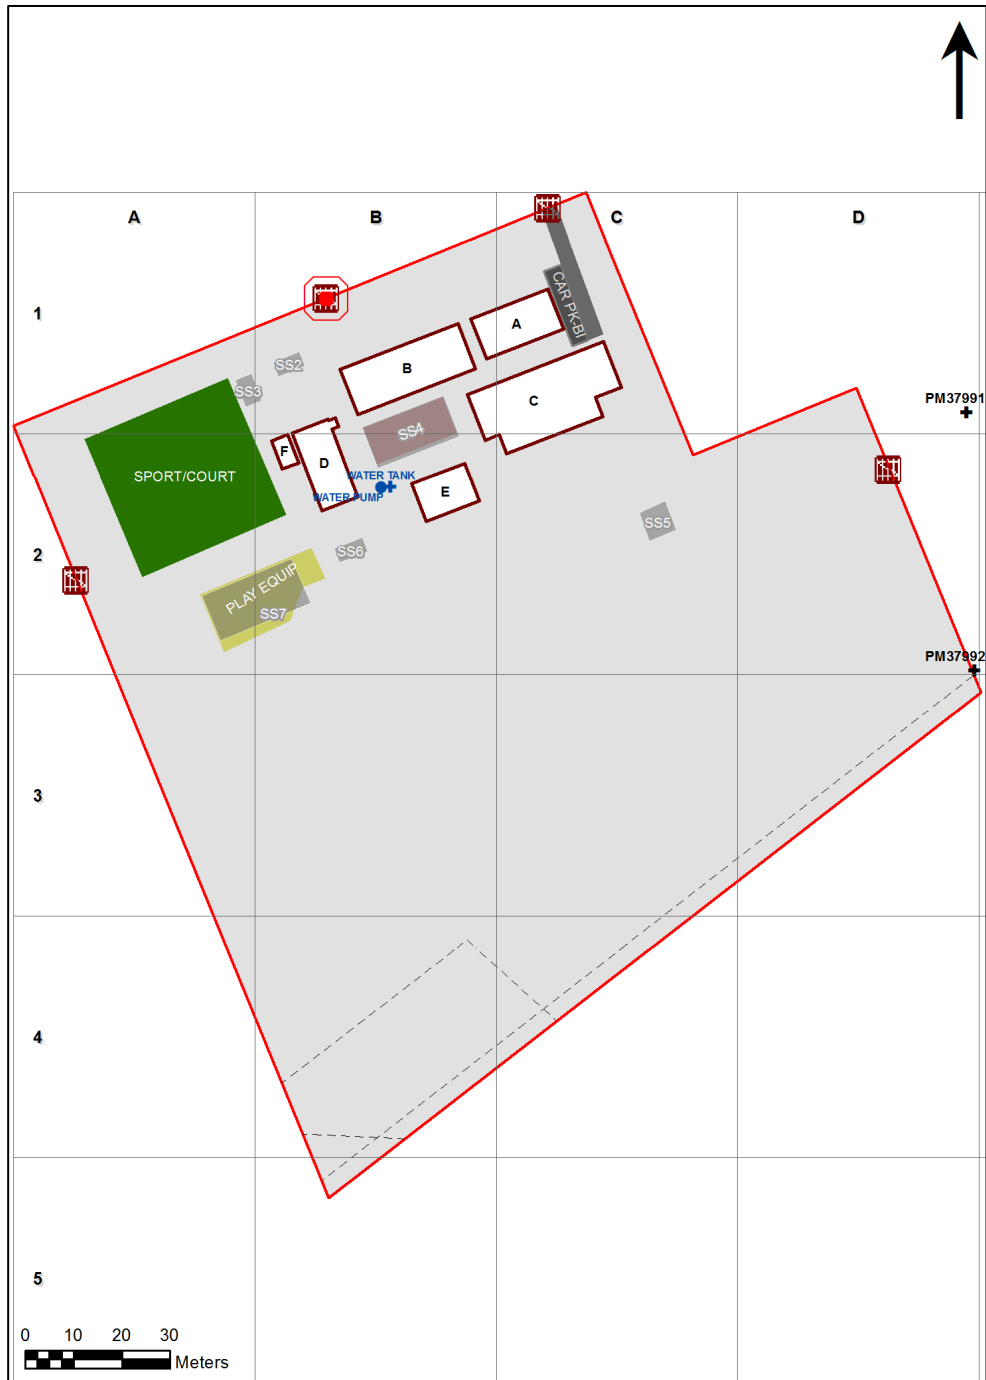 A
B
C
D
1
CAR PK-BI
A
B
SS2
SS3
C
PM37991
SS4
F
D
SPORT/COURT
WATER TANK
E
WATER PUMP
SS5
2
SS6
PLAY EQUIP
SS7
PM37992
3
4
5
0 10 20 30
Meters